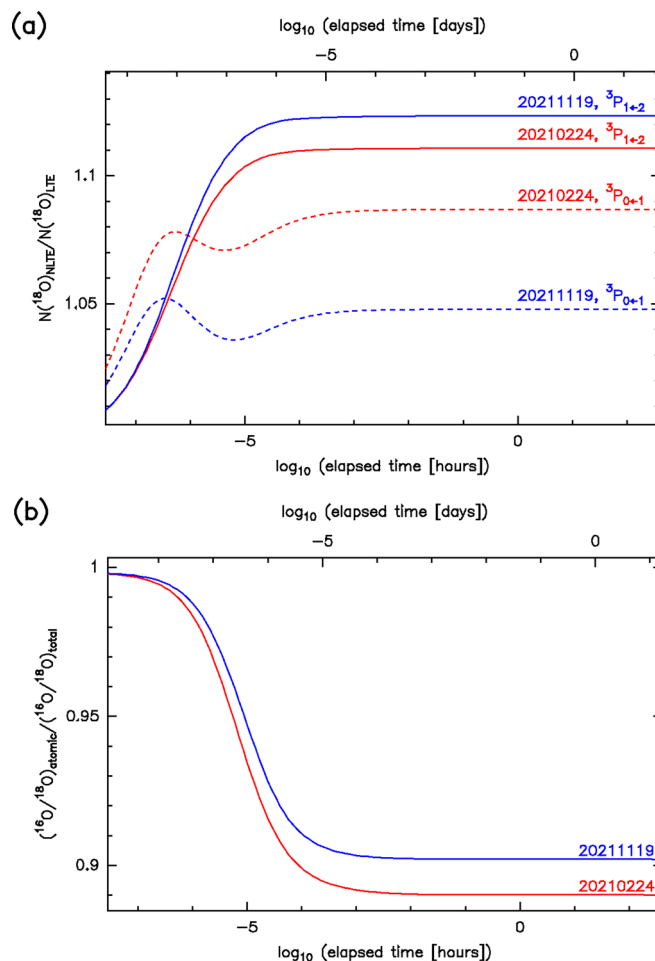 (a)
log₁₀ (elapsed time [days])
−5 0
20211119, ³P₁←₂
20210224, ³P₁←₂
1.1
20210224, ³P₀←₁
1.05
20211119, ³P₀←₁
N(¹⁸O)NLTE/N(¹⁸O)LTE
−5 0
log₁₀ (elapsed time [hours])
(b)
log₁₀ (elapsed time [days])
−5 0
1
0.95
(¹⁶O/¹⁸O)atomic/(¹⁶O/¹⁸O)total
20211119
0.9
20210224
−5 0
log₁₀ (elapsed time [hours])